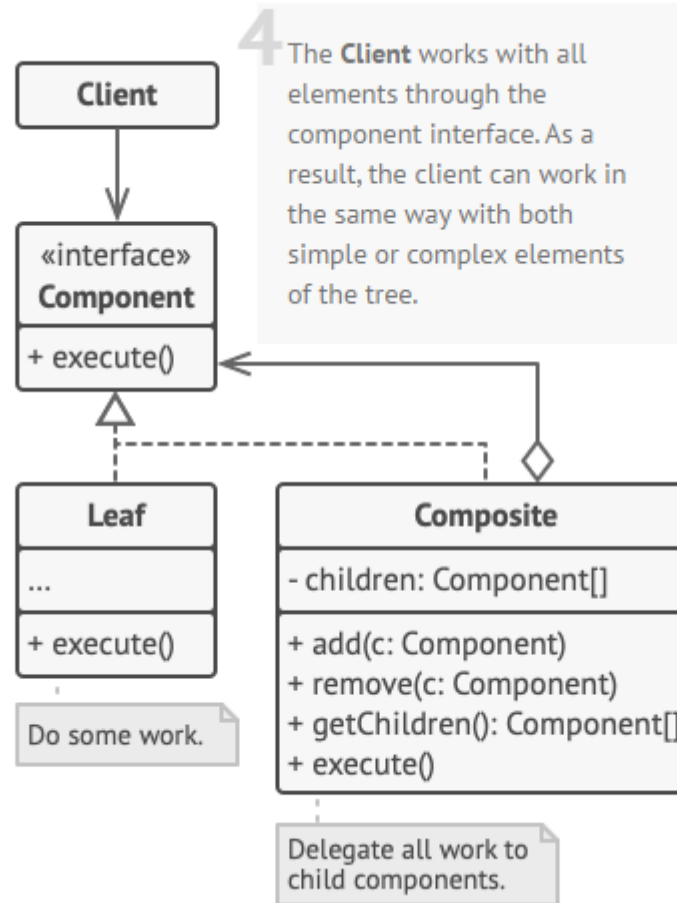 4
The Client works with all
elements through the
component interface. As a
result, the client can work in
the same way with both
simple or complex elements
of the tree.
Client
«interface»
Component
+ execute()
Leaf
...
+ execute()
Do some work.
Composite
- children: Component[]
+ add(c: Component)
+ remove(c: Component)
+ getChildren(): Component[]
+ execute()
Delegate all work to
child components.